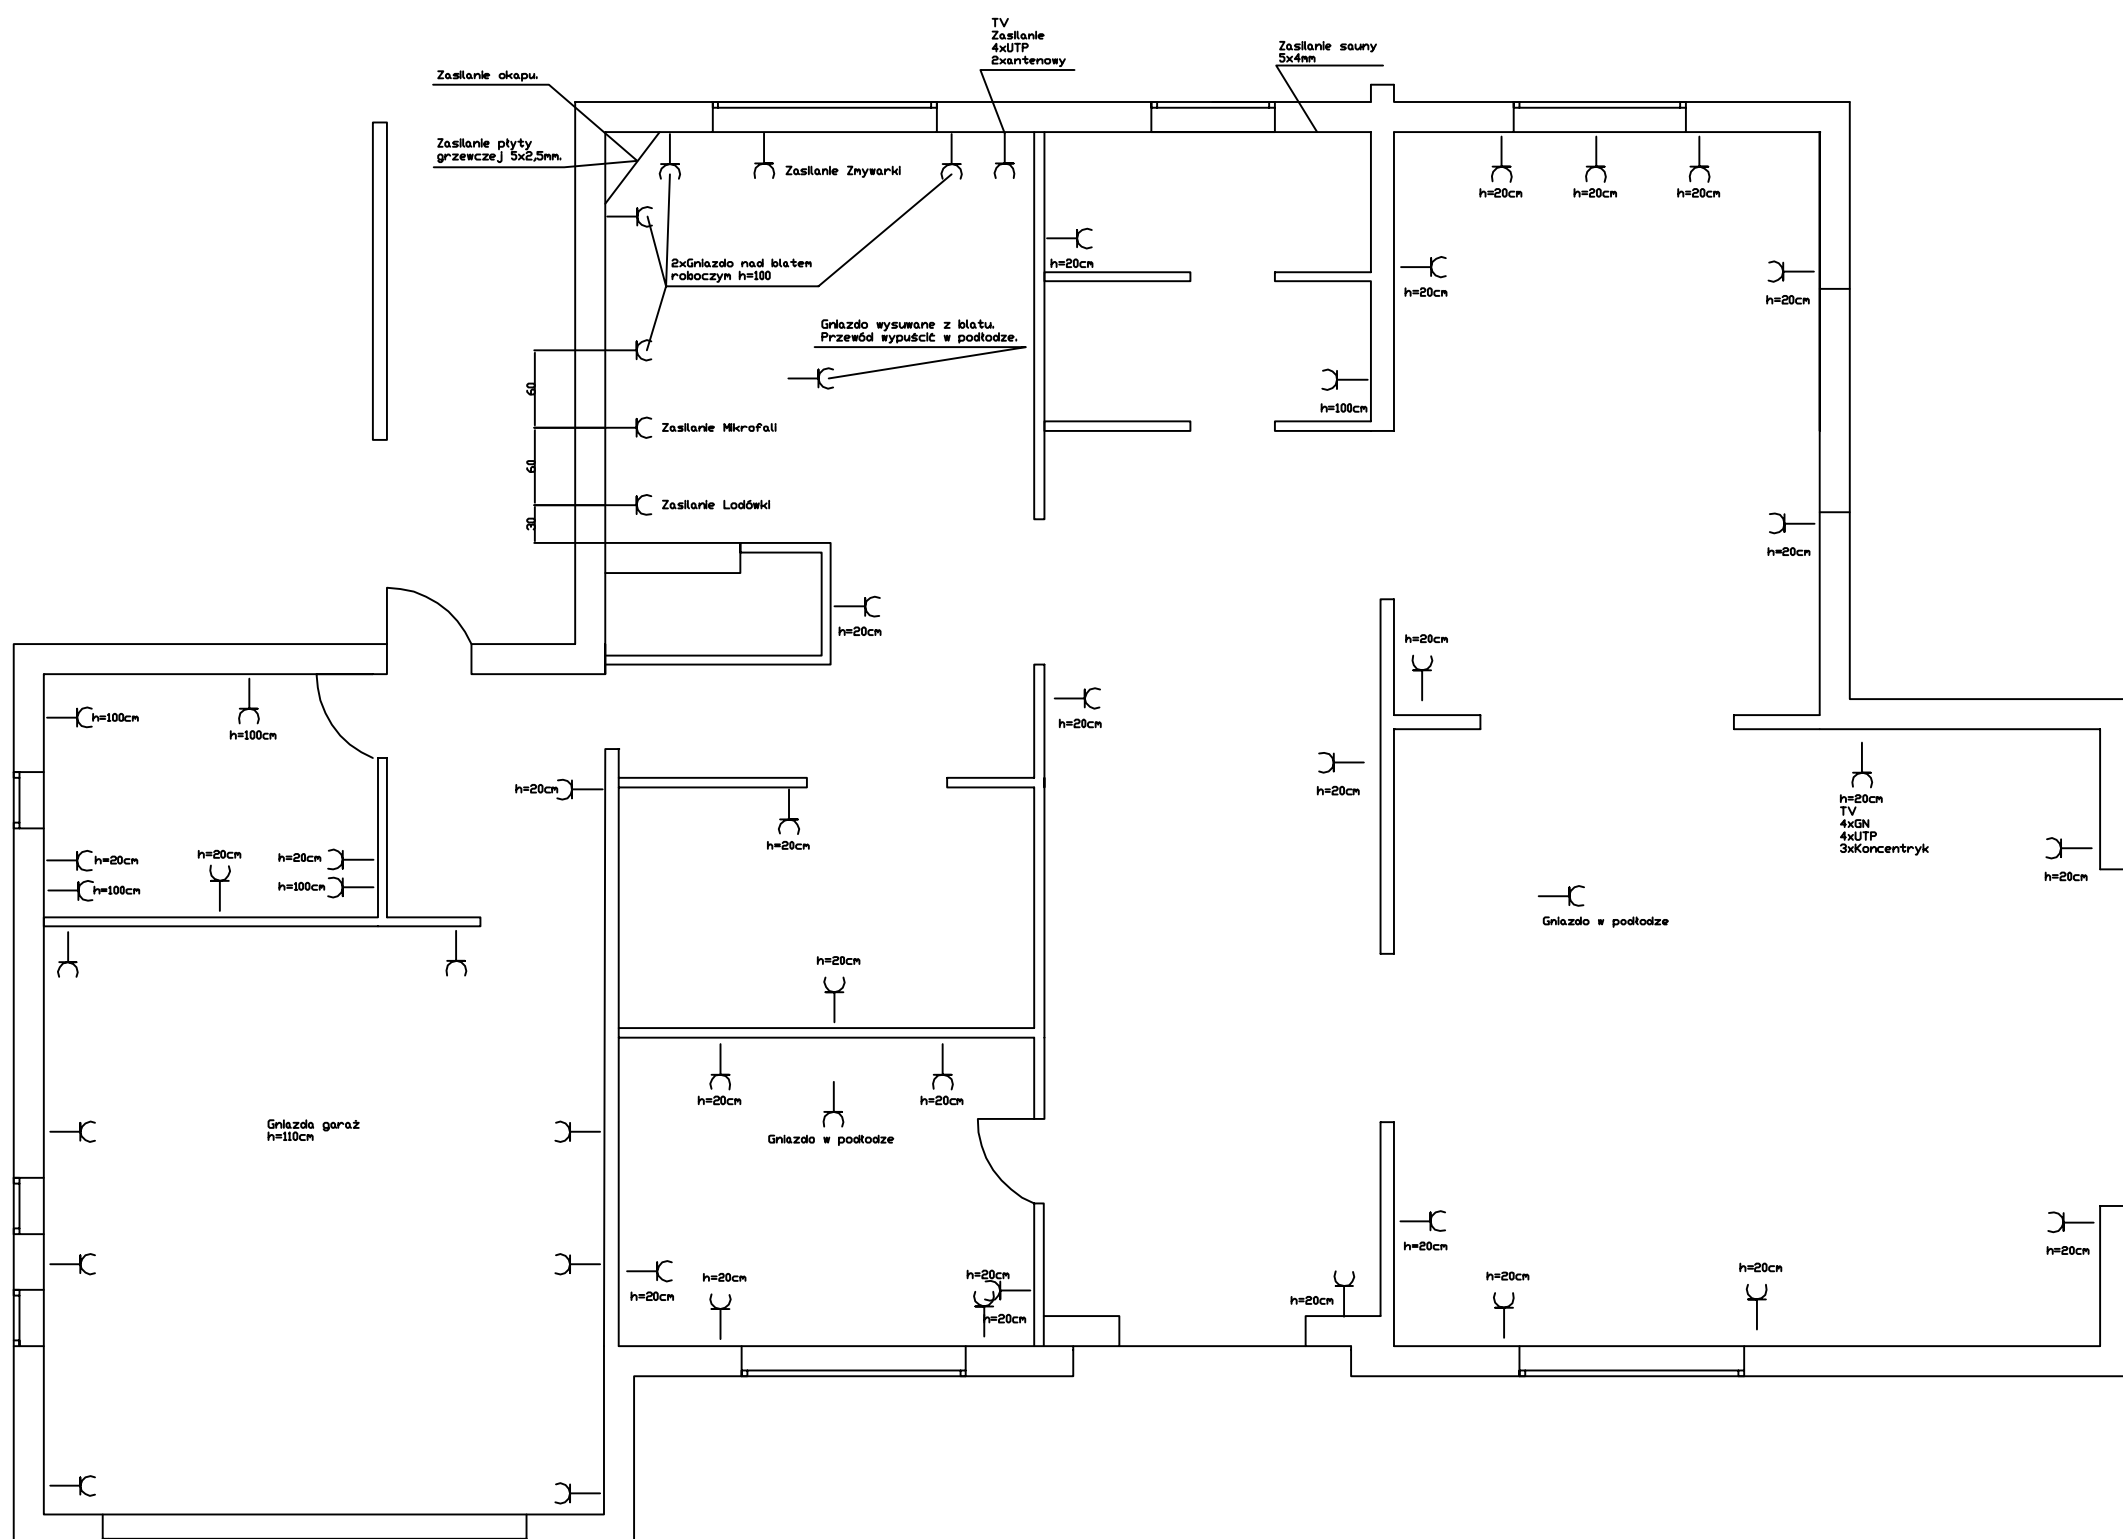 TV
Zasilanie
4xUTP
2xantenowy
Zasilanie sauny
5x4mm
Zasilanie okapu.
Zasilanie płyty
grzewczej 5x2,5mm.
Zasilanie Zmywarki
h=20cm
h=20cm
h=20cm
2xGniazdo nad blatem
roboczym h=100
h=20cm
h=20cm
h=20cm
Gniazdo wysuwane z blatu.
Przewód wypuścić w podłodze.
60
h=100cm
Zasilanie Mikrofali
60
Zasilanie Lodówki
30
h=20cm
h=20cm
h=20cm
h=100cm
h=100cm
h=20cm
h=20cm
h=20cm
h=20cm
h=20cm
TV
4xGN
4xUTP
3xKoncentryk
h=20cm
h=20cm
h=20cm
h=20cm
h=100cm
h=100cm
h=20cm
Gniazdo w podłodze
h=20cm
h=20cm
h=20cm
Gniazda garaż
h=110cm
Gniazdo w podłodze
h=20cm
h=20cm
h=20cm
h=20cm
h=20cm
h=20cm
h=20cm
h=20cm
h=20cm